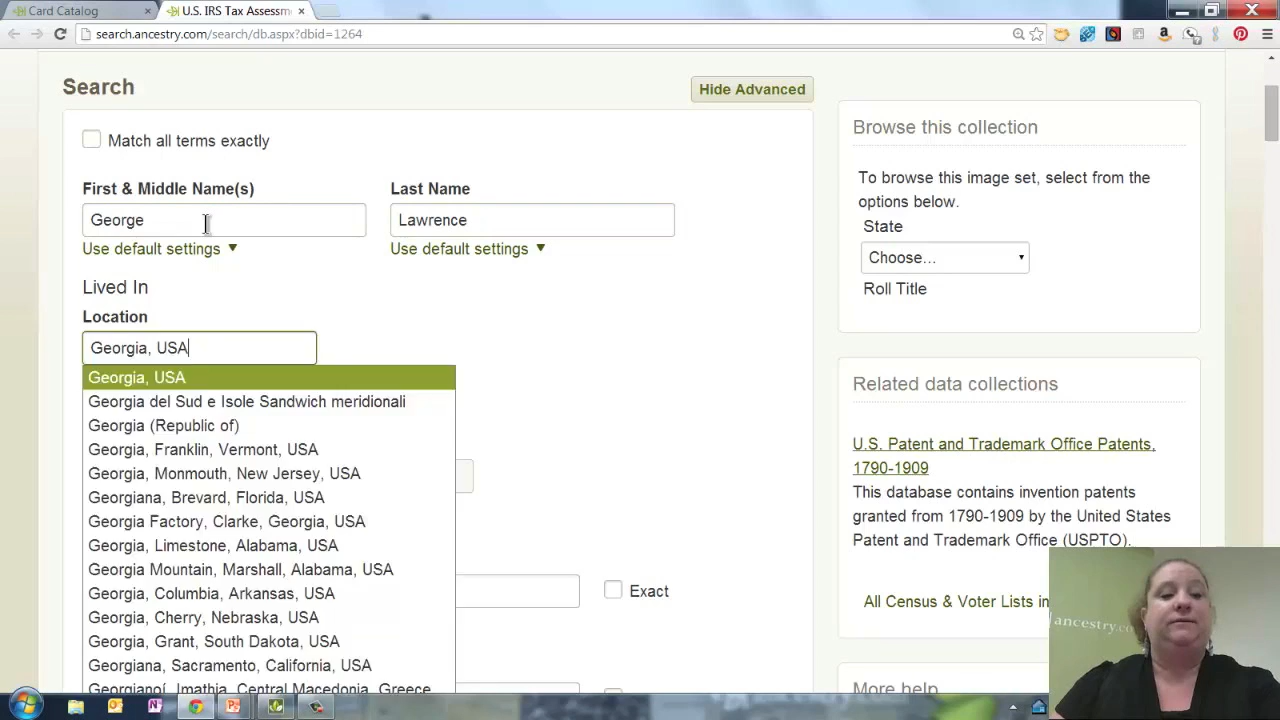 Card Catalog
U.S. IRS Tax Assessm
search.ancestry.com/search/db.aspx?dbid=1264
Search
Hide Advanced
Match all terms exactly
First & Middle Name(s)
Last Name
George
Lawrence
Use default settings
Use default settings
Lived In
Location
Georgia, USA
Georgia, USA
Georgia del Sud e Isole Sandwich meridionali
Georgia (Republic of)
Georgia, Franklin, Vermont, USA
Georgia, Monmouth, New Jersey, USA
Georgiana, Brevard, Florida, USA
Georgia Factory, Clarke, Georgia, USA
Georgia, Limestone, Alabama, USA
Georgia Mountain, Marshall, Alabama, USA
Georgia, Columbia, Arkansas, USA
Georgia, Cherry, Nebraska, USA
Georgia, Grant, South Dakota, USA
Georgiana, Sacramento, California, USA
Georgianoí, Imathia, Central Macedonia, Greece
Exact
Browse this collection
To browse this image set, select from the
options below.
State
Choose...
Roll Title
Related data collections
U.S. Patent and Trademark Office Patents,
1790-1909
This database contains invention patents
granted from 1790-1909 by the United States
Patent and Trademark Office (USPTO).
All Census & Voter Lists in
ancestry.co
More help